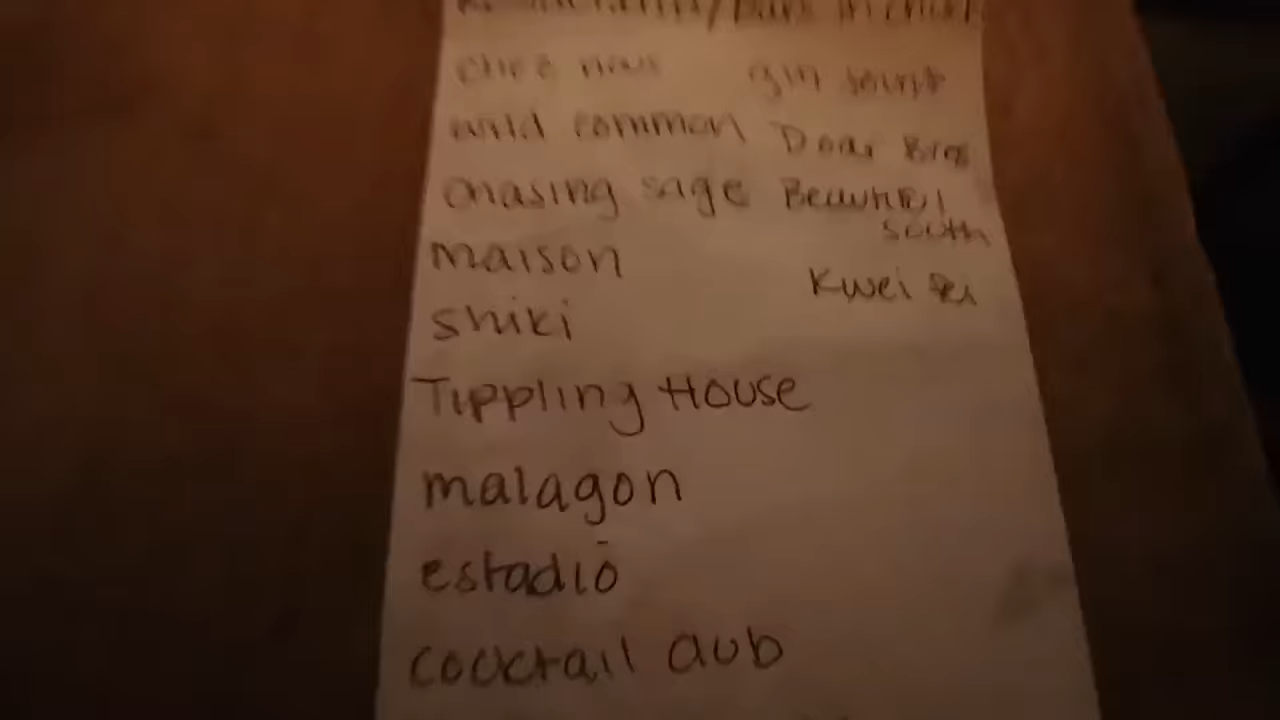 chez nous
gin joint
wild common
Doar Bros
chasing sage
Beautiful
south
maison
Kwei Fei
shiki
Tippling House
malagon
estadio
cocktail club